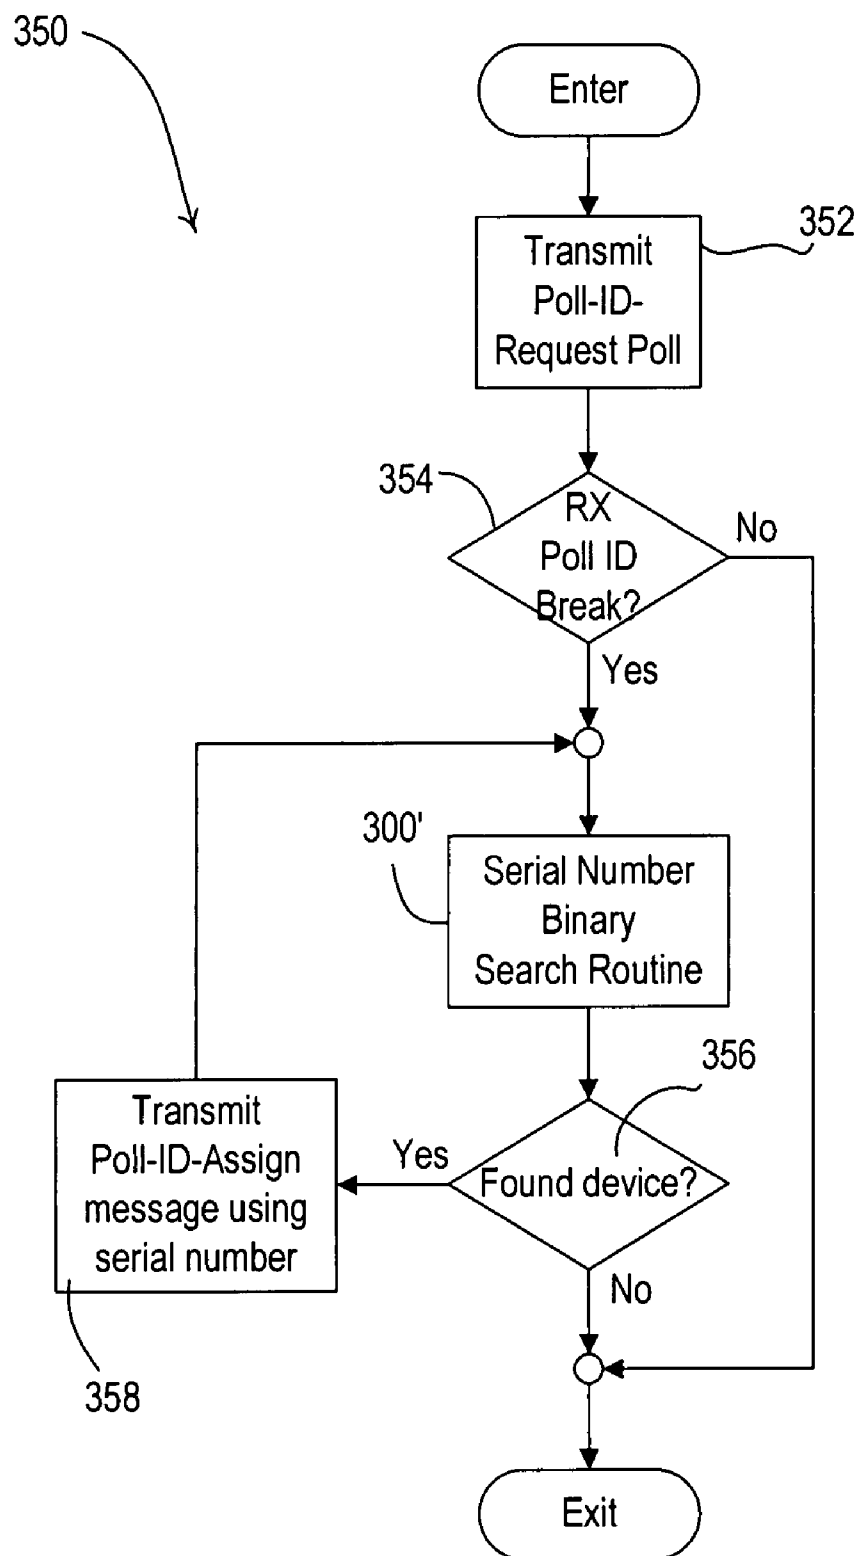 350
Enter
352
Transmit
Poll-ID-
Request Poll
354
RX
Poll ID
Break?
No
Yes
300'
Serial Number
Binary
Search Routine
356
Transmit
Poll-ID-Assign
message using
serial number
Yes
Found device?
No
358
Exit